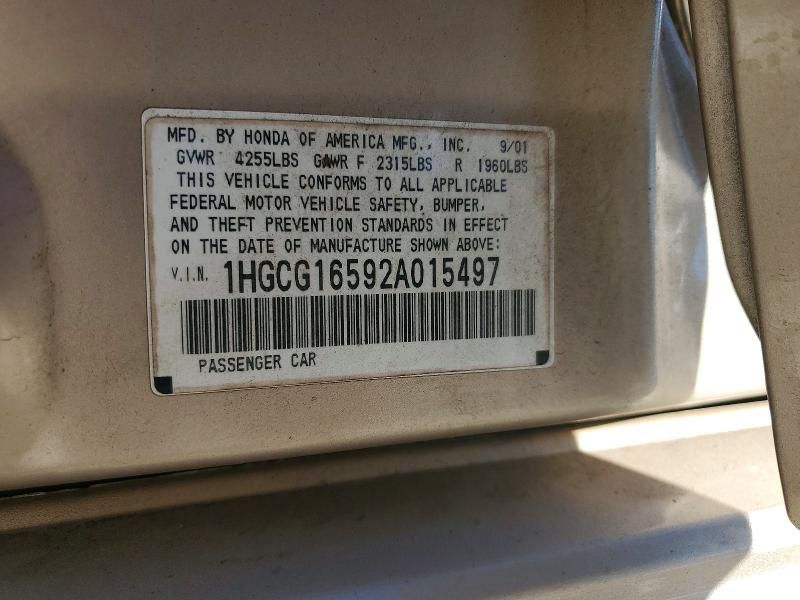 MFD. BY HONDA OF AMERICA MFG., INC. 9/01
GVWR 4255LBS GAWR F 2315LBS R 1960LBS
THIS VEHICLE CONFORMS TO ALL APPLICABLE
FEDERAL MOTOR VEHICLE SAFETY, BUMPER,
AND THEFT PREVENTION STANDARDS IN EFFECT
ON THE DATE OF MANUFACTURE SHOWN ABOVE:
V.I.N. 1HGCG16592A015497
PASSENGER CAR